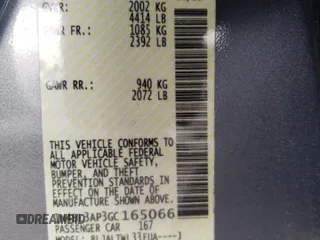 GVWR: 2002 KG
4414 LB
GAWR FR.: 1085 KG
2392 LB
GAWR RR.: 940 KG
2072 LB
THIS VEHICLE CONFORMS TO
ALL APPLICABLE FEDERAL
MOTOR VEHICLE SAFETY,
BUMPER, AND THEFT
PREVENTION STANDARDS IN
EFFECT ON THE DATE OF
MANUFACTURE SHOWN ABOVE
3AP3GC165066
PASSENGER CAR 167